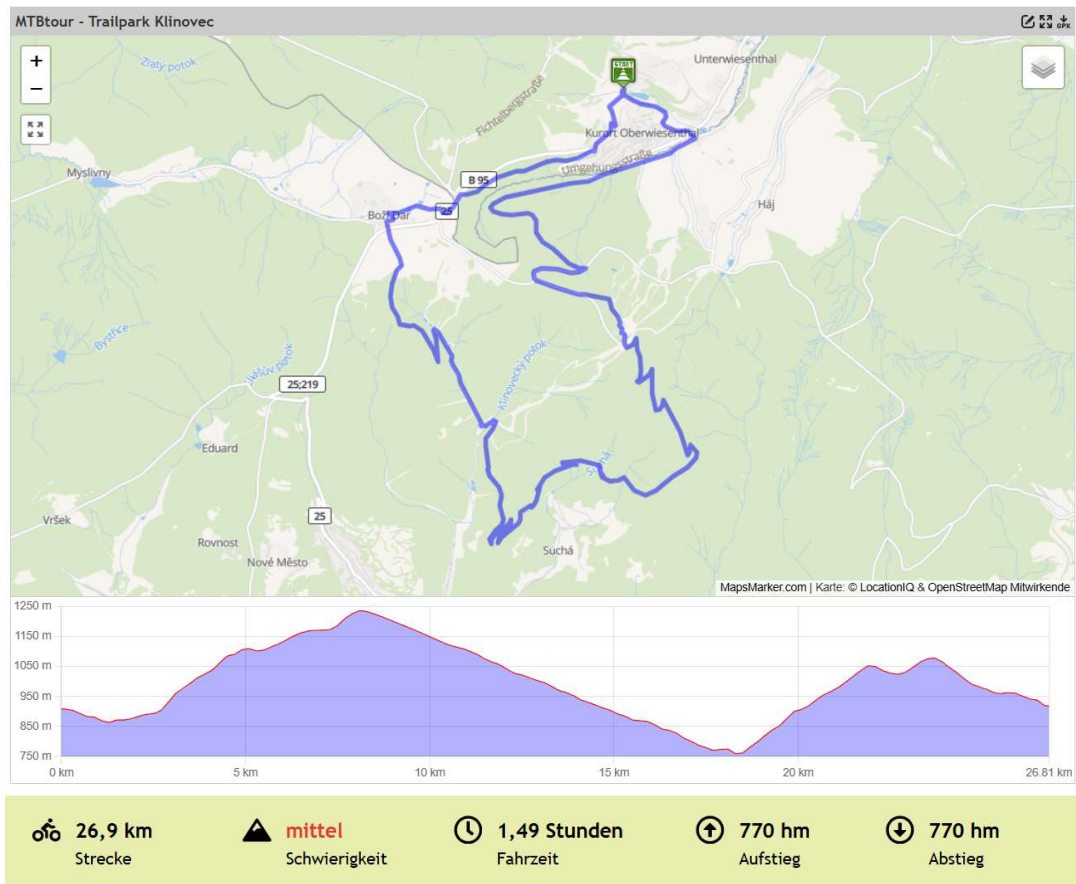 MTBtour - Trailpark Klinovec
GPX
+
−
Zlatý potok
Fichtelbergstraße
START
Unterwiesenthal
Kurort Oberwiesenthal
Umgehungsstraße
Myslivny
B 95
Boží Dar
25
Háj
Bystřice
Klínovecký potok
25;219
Eduard
Suchá
Vršek
25
Rovnost
Nové Město
Suchá
MapsMarker.com | Karte: © LocationIQ & OpenStreetMap Mitwirkende
1250 m
1150 m
1050 m
950 m
850 m
750 m
0 km 5 km 10 km 15 km 20 km 26.81 km
26,9 km mittel 1,49 Stunden 770 hm 770 hm
Strecke Schwierigkeit Fahrzeit Aufstieg Abstieg